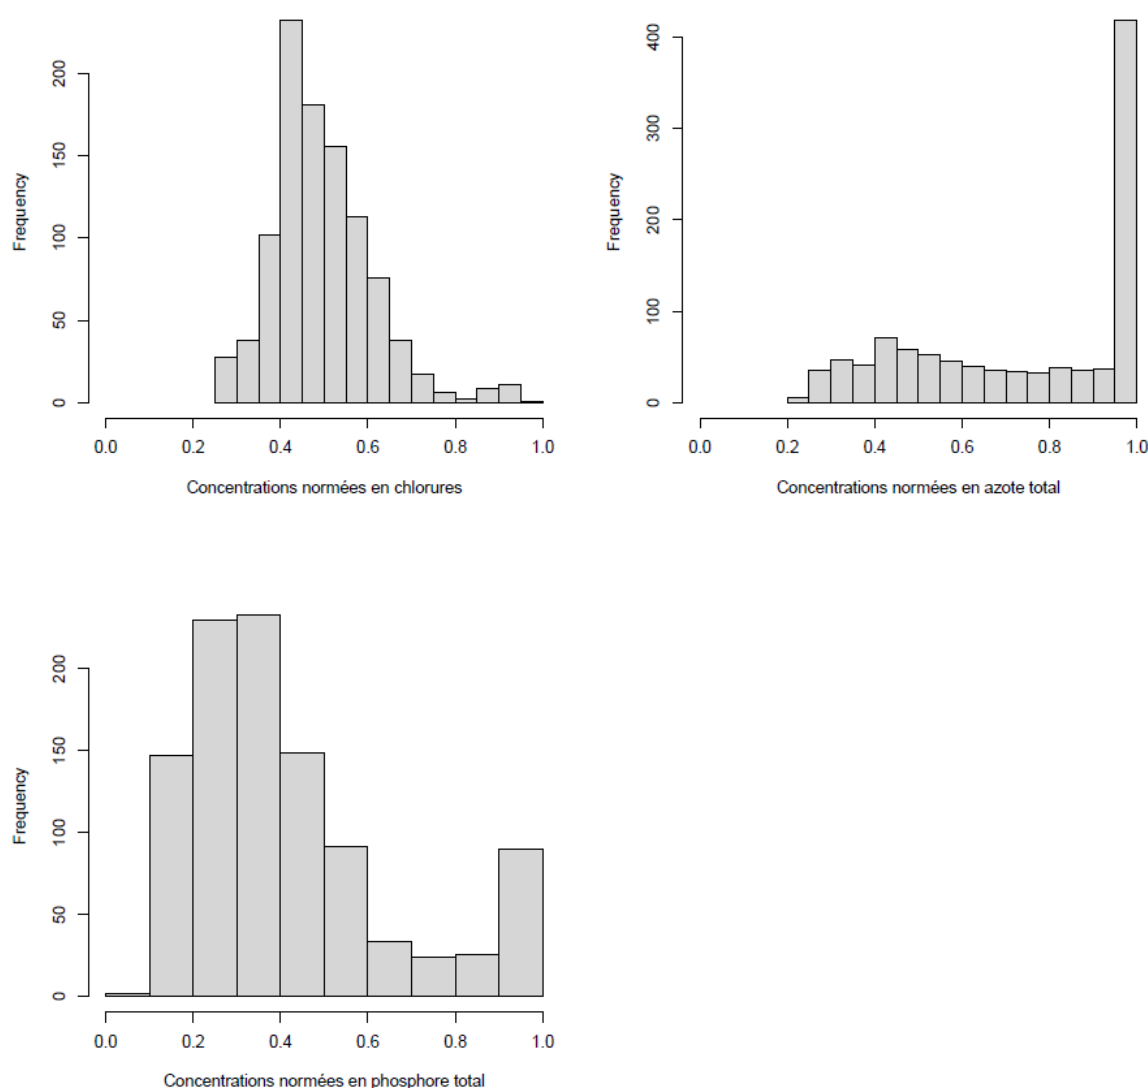 Frequency
0 50 100 150 200
0.0 0.2 0.4 0.6 0.8 1.0
Concentrations normées en chlorures
Frequency
0 100 200 300 400
0.0 0.2 0.4 0.6 0.8 1.0
Concentrations normées en azote total
Frequency
0 50 100 150 200
0.0 0.2 0.4 0.6 0.8 1.0
Concentrations normées en phosphore total